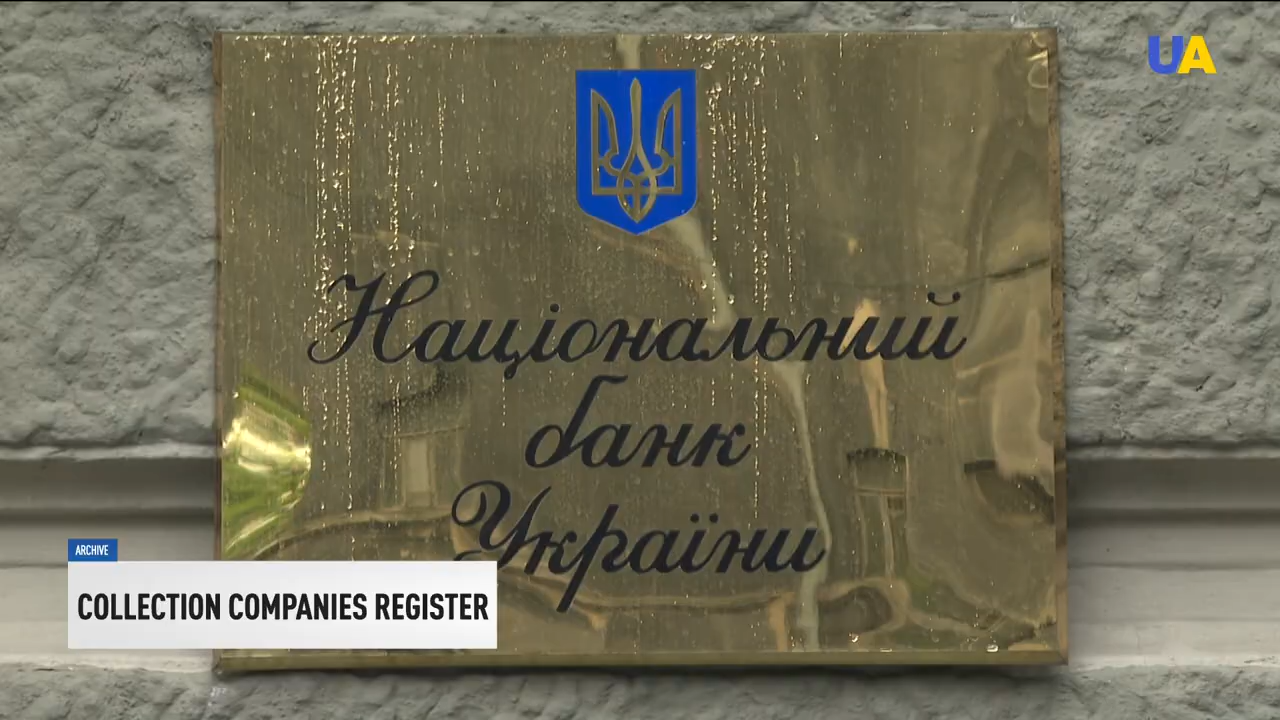 UA
Національний
банк
України
ARCHIVE
COLLECTION COMPANIES REGISTER